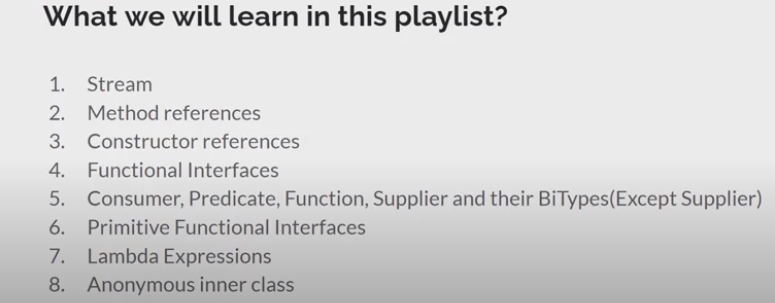 What we will learn in this playlist?
1. Stream
2. Method references
3. Constructor references
4. Functional Interfaces
5. Consumer, Predicate, Function, Supplier and their BiTypes(Except Supplier)
6. Primitive Functional Interfaces
7. Lambda Expressions
8. Anonymous inner class